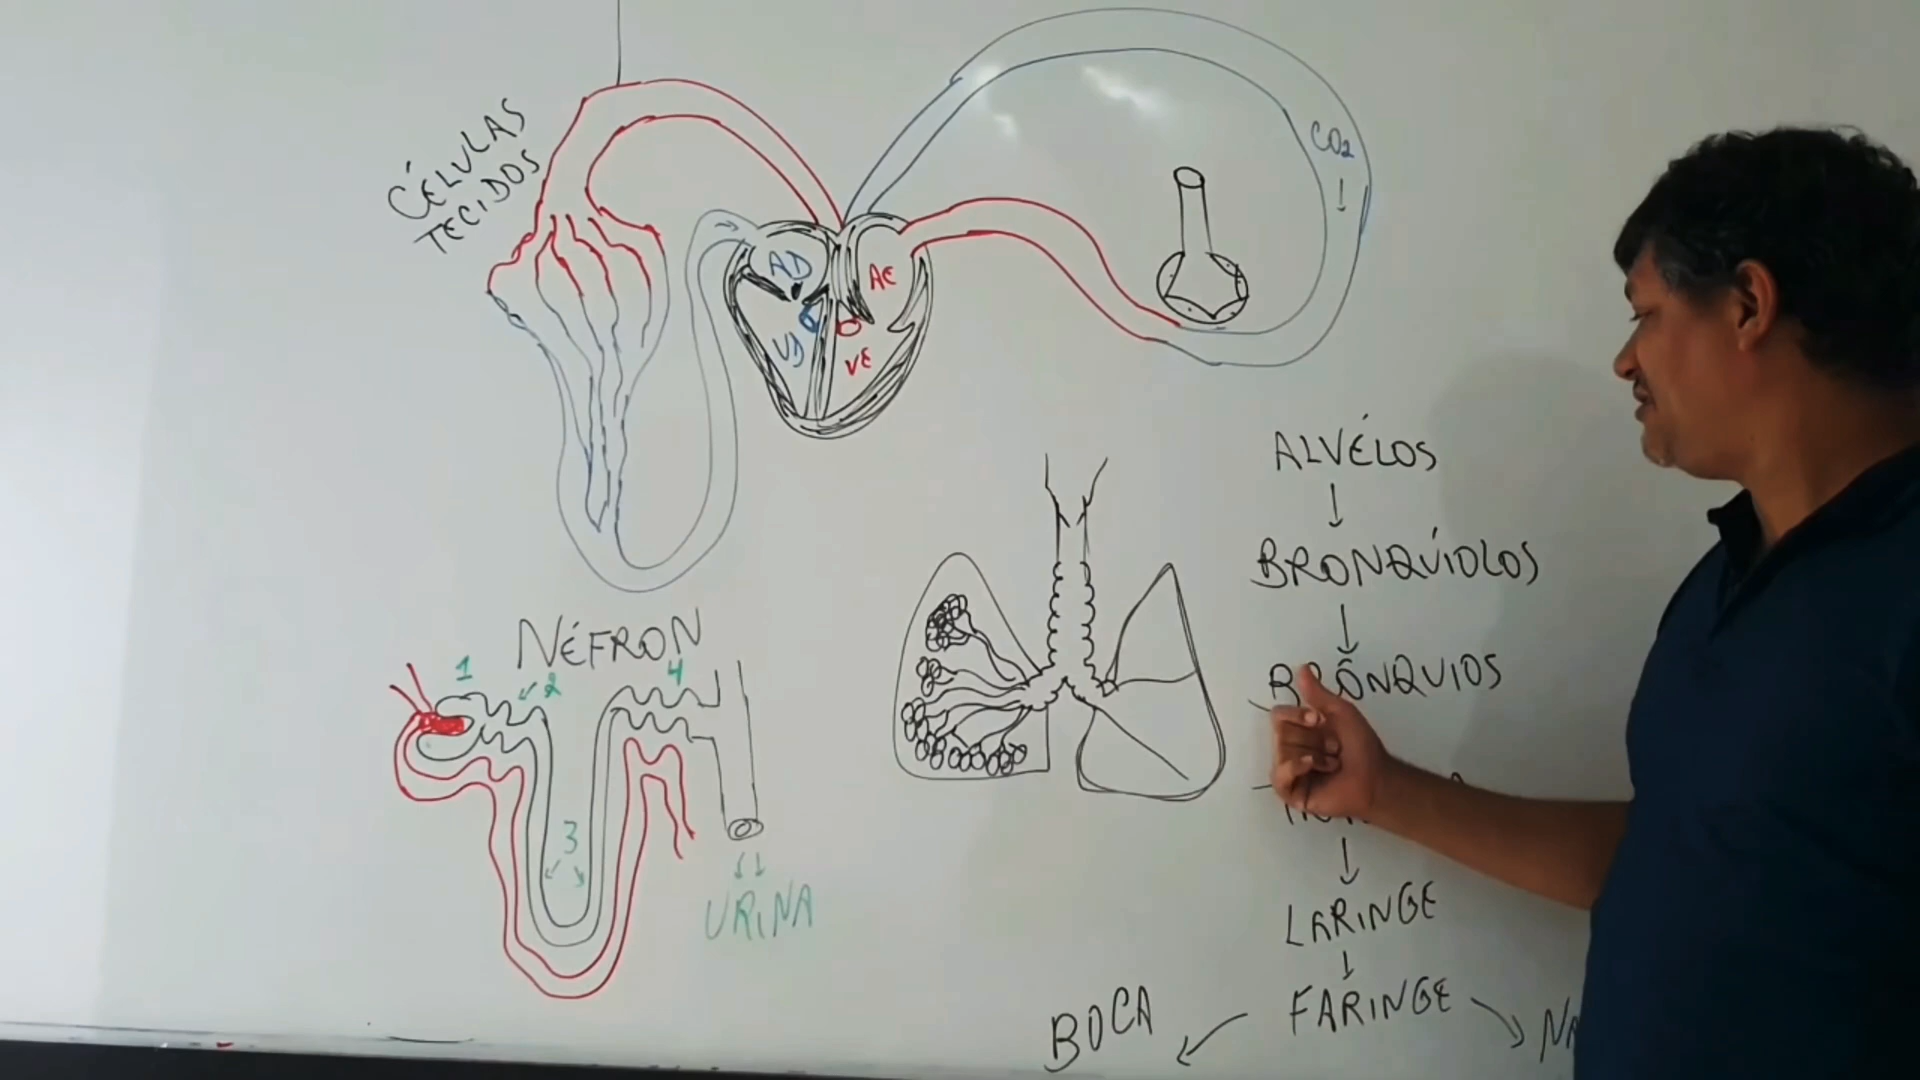 CÉLULAS
TECIDOS
CO2
AD
AE
VD
VE
ALVÉLOS
BRONQUÍOLOS
BRÔNQUIOS
LARINGE
FARINGE
BOCA
NÉFRON
1
2
4
3
URINA